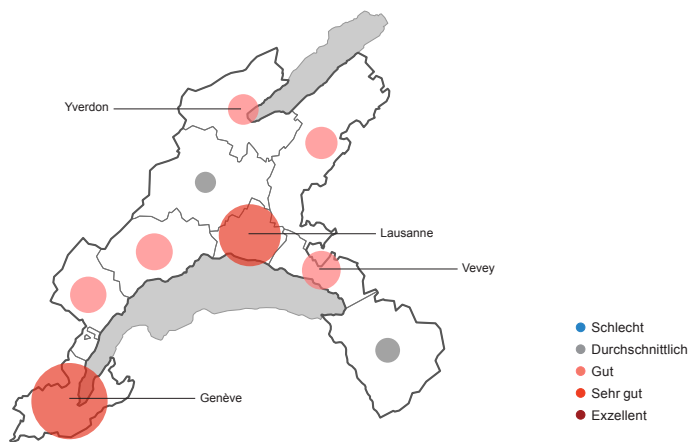 Yverdon
Lausanne
Vevey
Genève
Schlecht
Durchschnittlich
Gut
Sehr gut
Exzellent